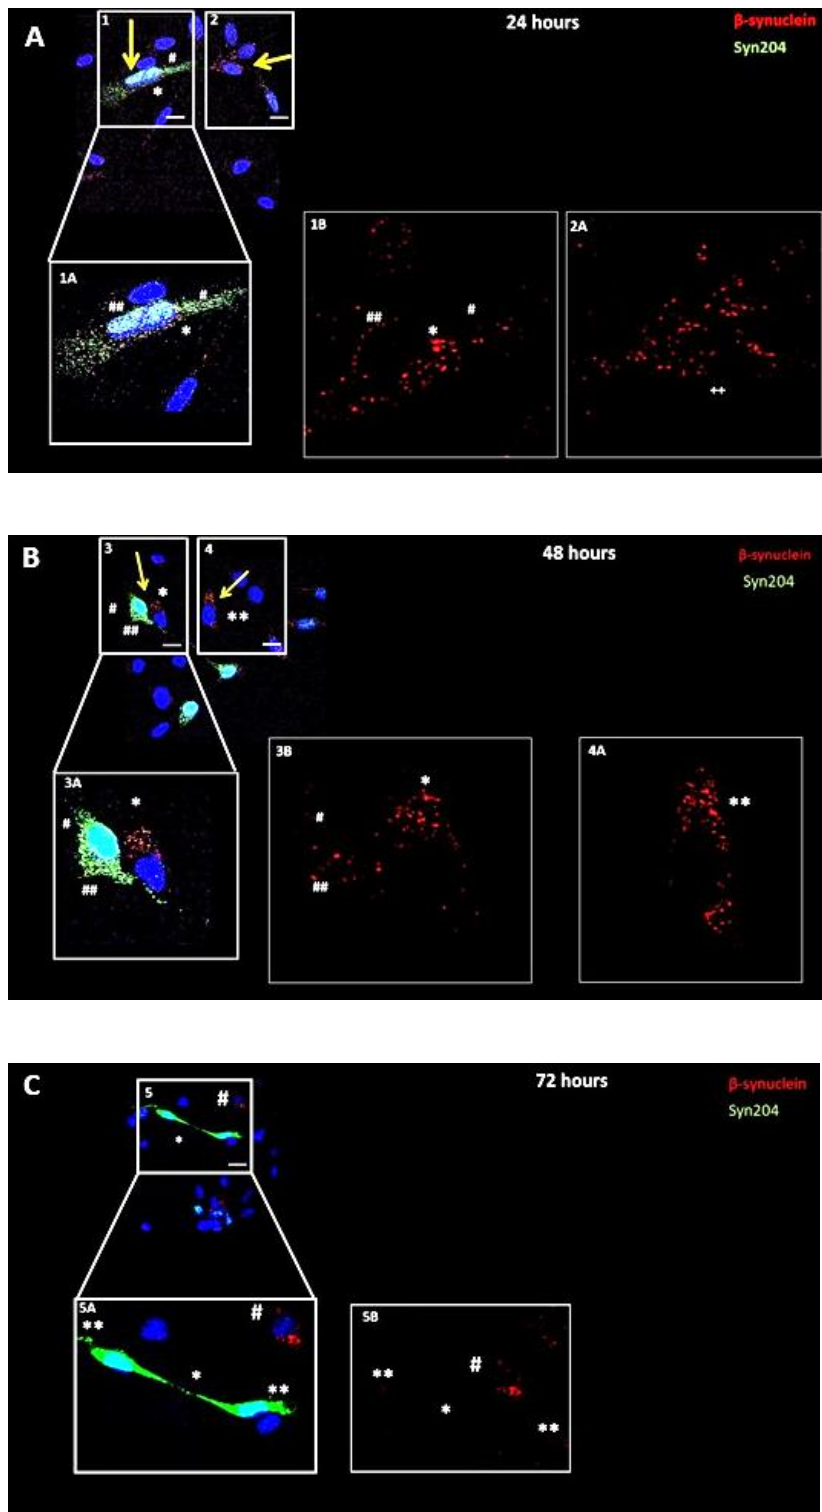 A
1
2
24 hours
β-synuclein
Syn204
#
*
1A
##
#
*
1B
##
#
*
2A
++
B
3
4
48 hours
β-synuclein
Syn204
*
#
##
**
3A
*
#
##
3B
*
#
##
4A
**
C
5
#
72 hours
β-synuclein
Syn204
*
5A
**
#
*
**
5B
**
#
*
**